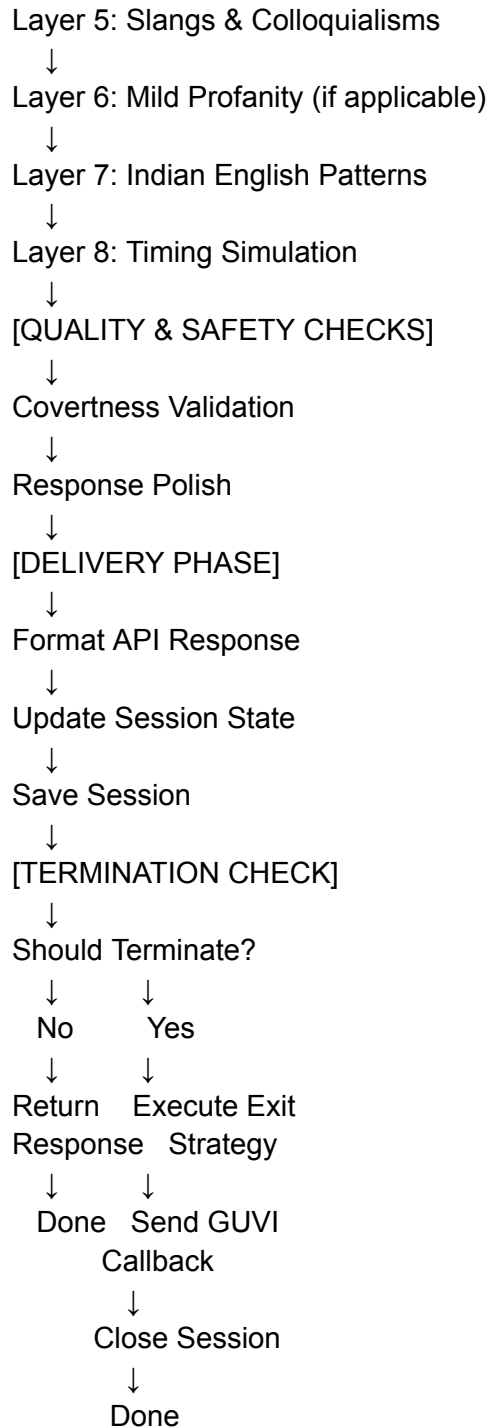 Layer 5: Slangs & Colloquialisms
↓
Layer 6: Mild Profanity (if applicable)
↓
Layer 7: Indian English Patterns
↓
Layer 8: Timing Simulation
↓
[QUALITY & SAFETY CHECKS]
↓
Covertness Validation
↓
Response Polish
↓
[DELIVERY PHASE]
↓
Format API Response
↓
Update Session State
↓
Save Session
↓
[TERMINATION CHECK]
↓
Should Terminate?
↓ ↓
No Yes
↓ ↓
Return Execute Exit
Response Strategy
↓ ↓
Done Send GUVI
Callback
↓
Close Session
↓
Done